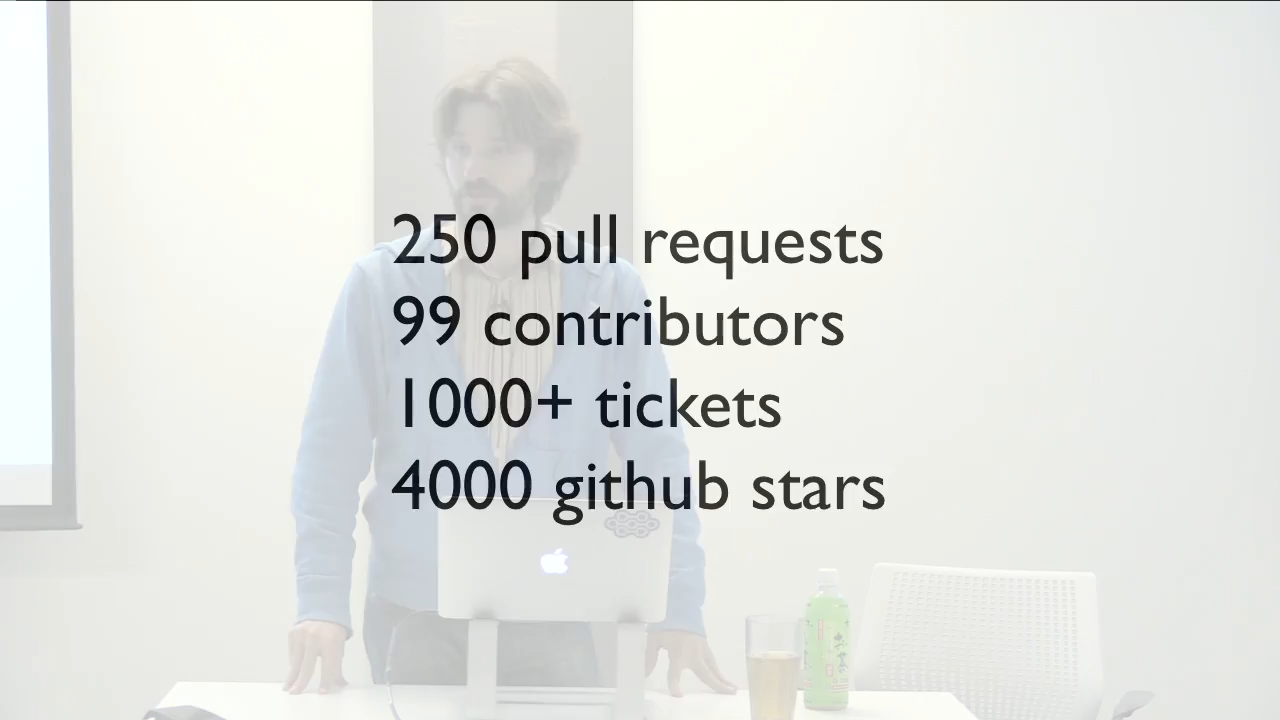 250 pull requests
99 contributors
1000+ tickets
4000 github stars